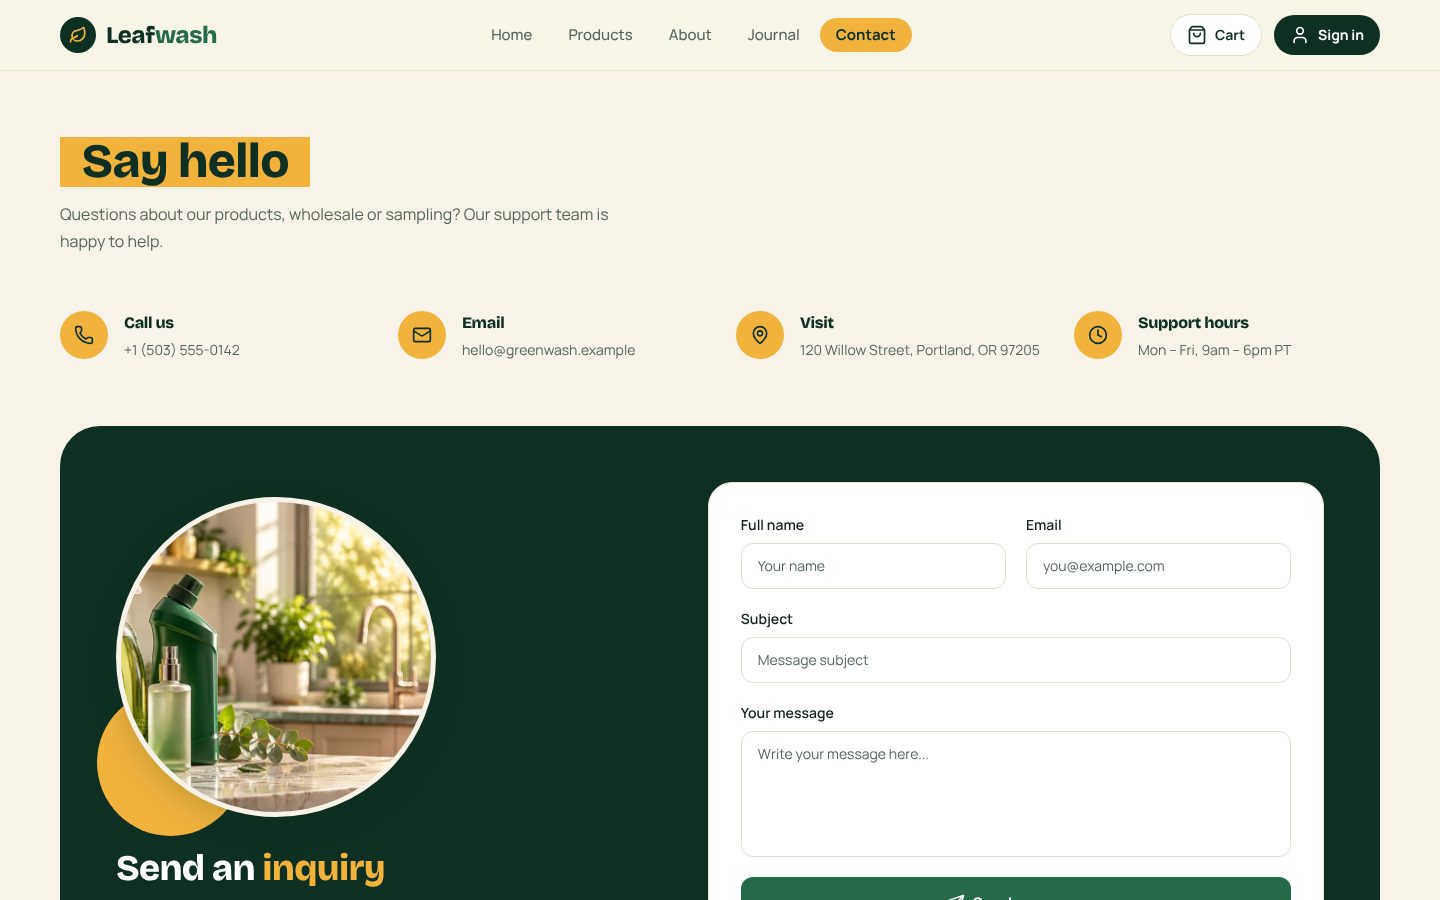 Leafwash
Home
Products
About
Journal
Contact
Cart
Sign in
Say hello
Questions about our products, wholesale or sampling? Our support team is
happy to help.
Call us
+1 (503) 555-0142
Email
hello@greenwash.example
Visit
120 Willow Street, Portland, OR 97205
Support hours
Mon – Fri, 9am – 6pm PT
Send an inquiry
Full name
Your name
Email
you@example.com
Subject
Message subject
Your message
Write your message here...